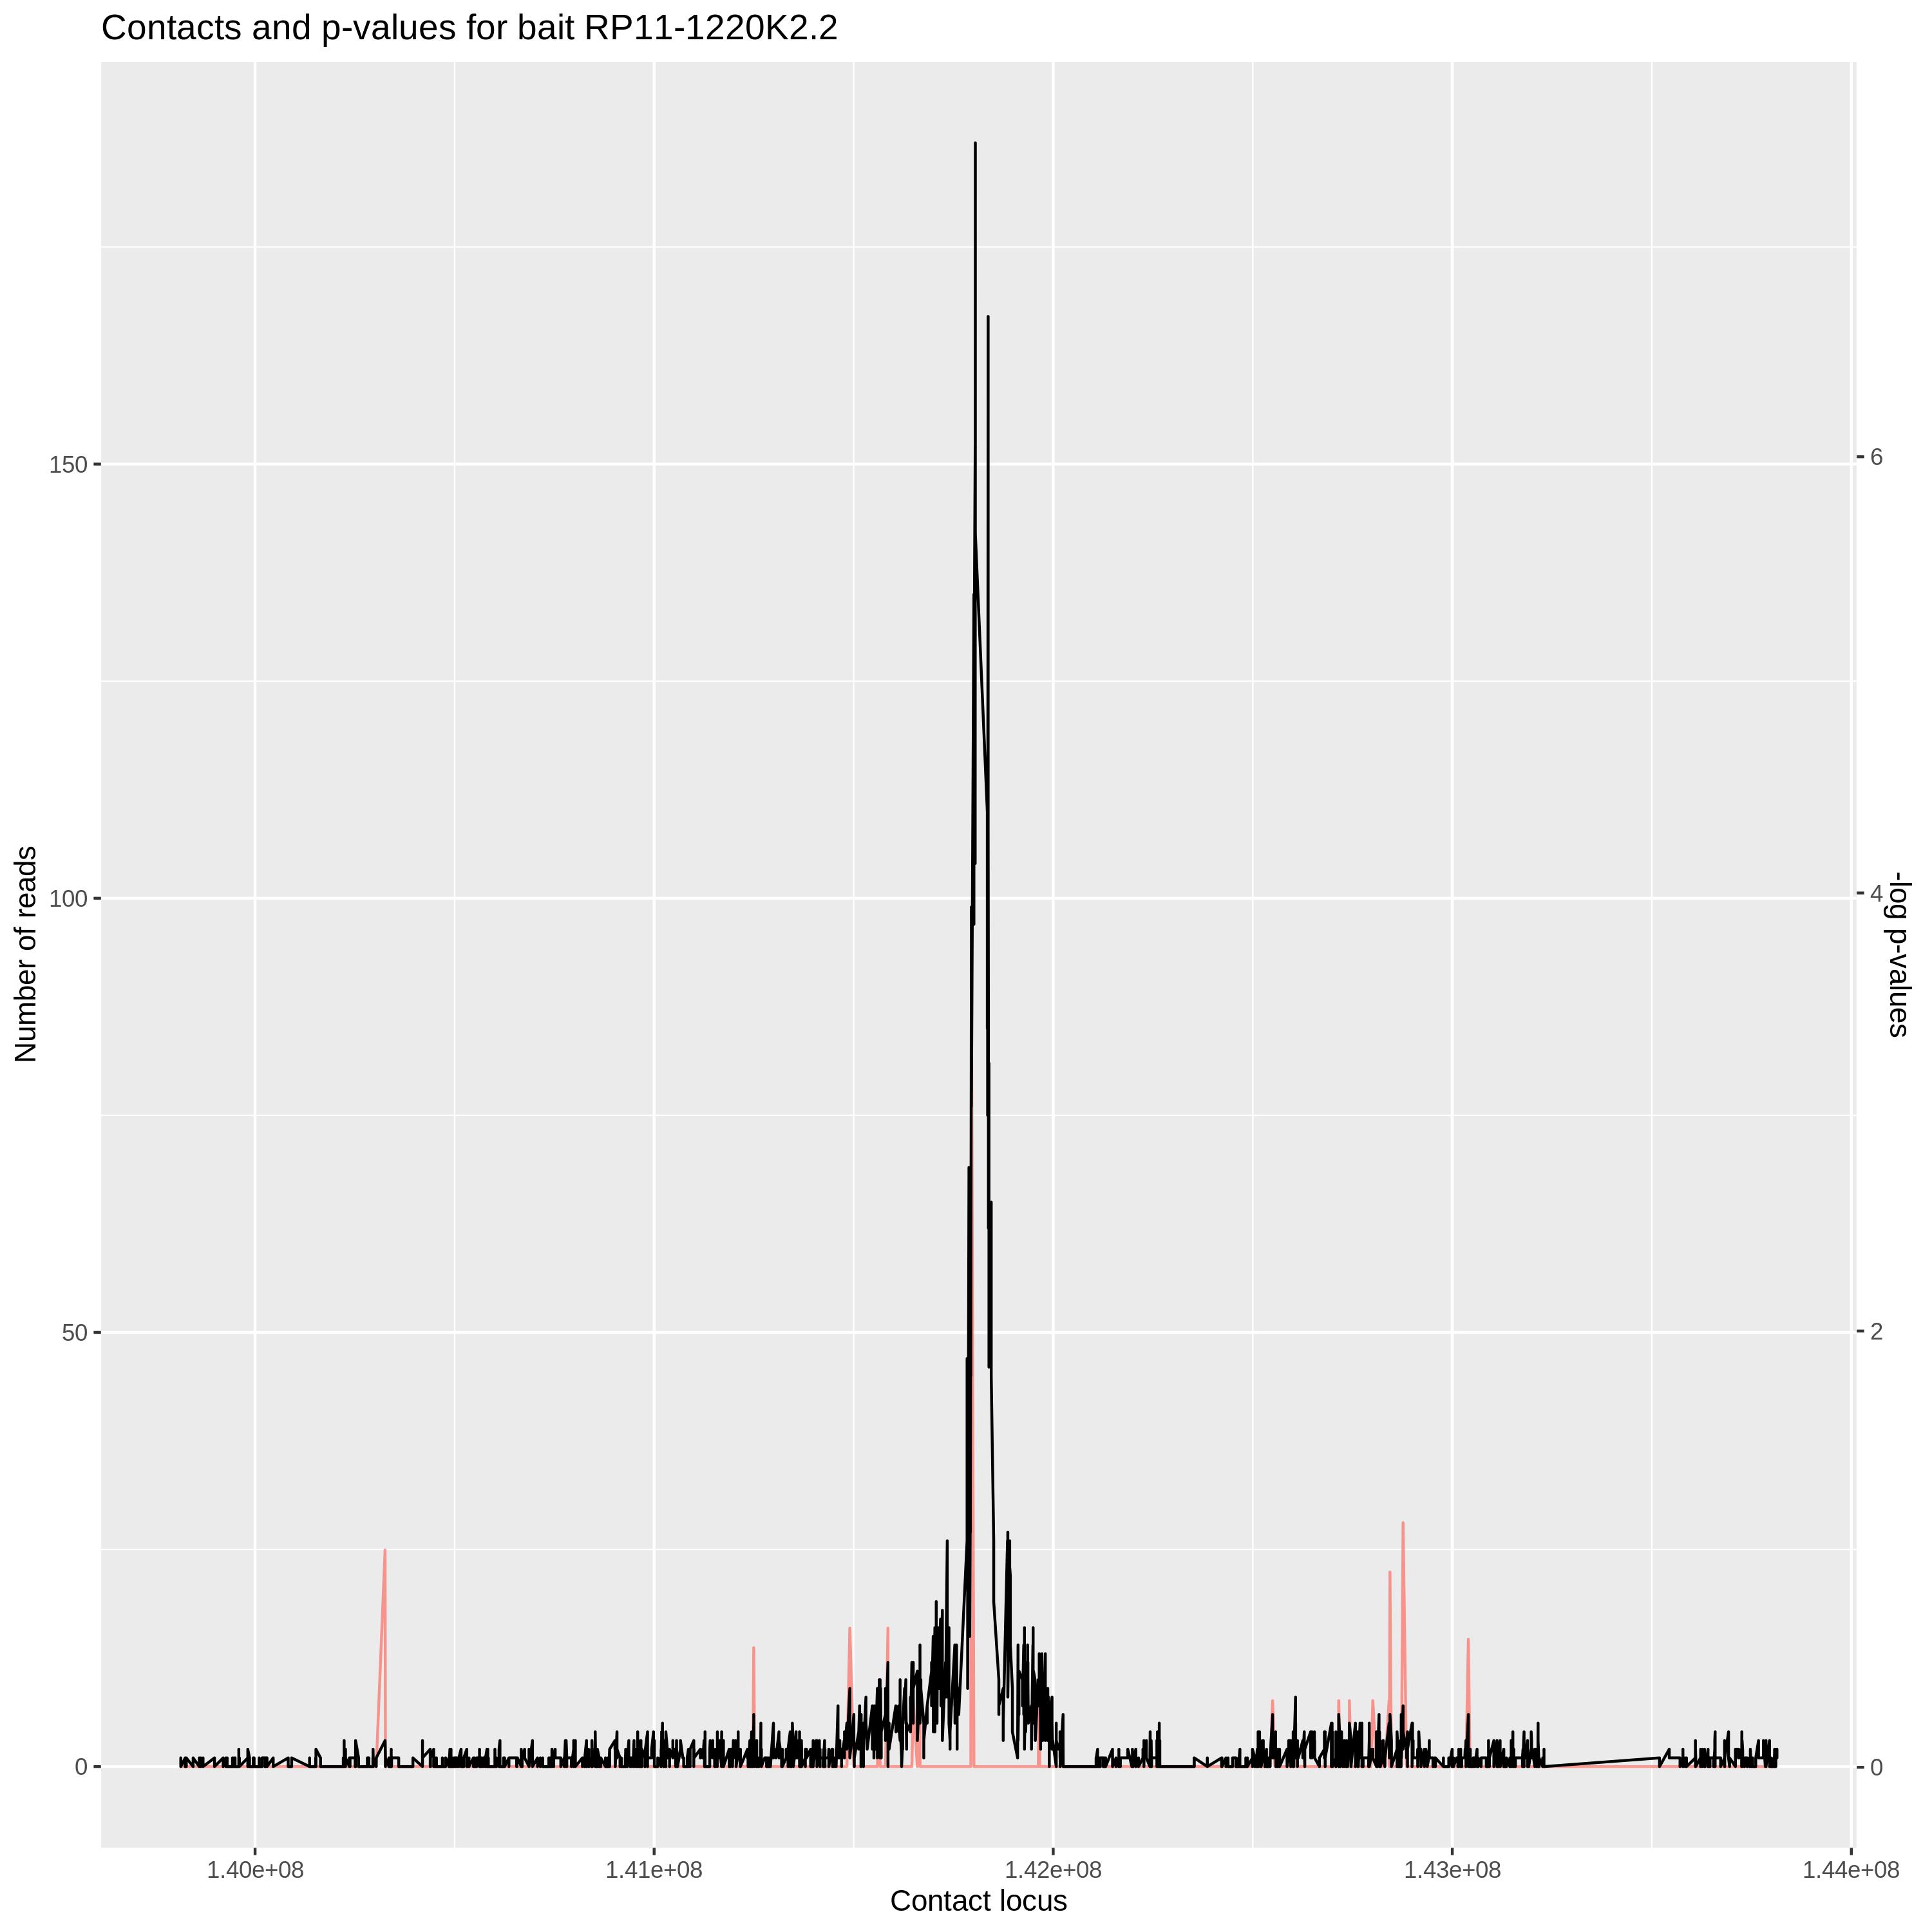 Contacts and p-values for bait RP11-1220K2.2
Number of reads
150
100
50
0
6
4
2
0
-log p-values
1.40e+08
1.41e+08
1.42e+08
1.43e+08
1.44e+08
Contact locus